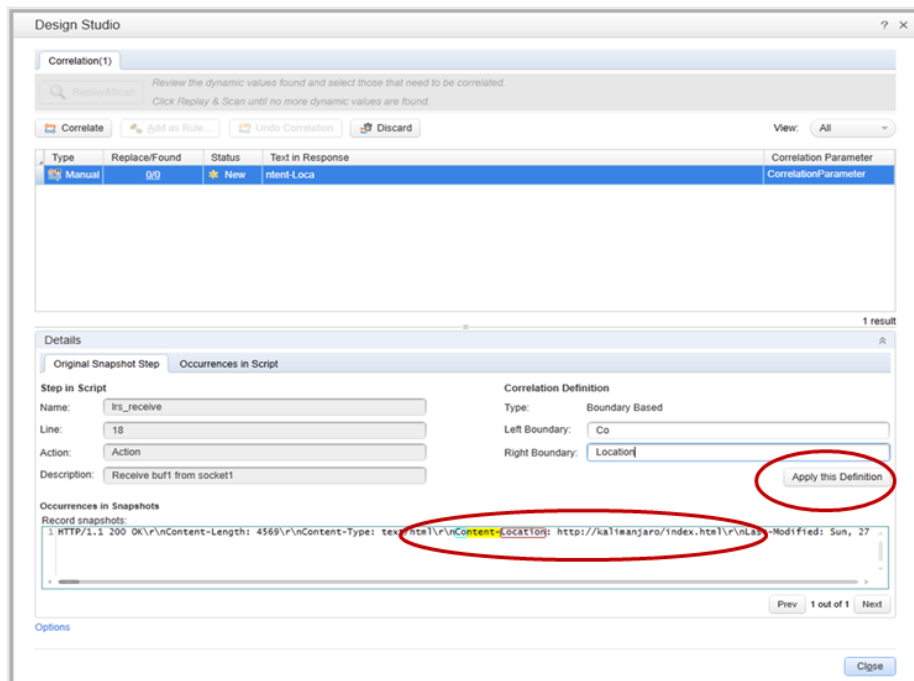 Design Studio ? ×
Correlation(1)
Replay&Scan
Review the dynamic values found and select those that need to be correlated.
Click Replay & Scan until no more dynamic values are found.
Correlate Add as Rule... Undo Correlation Discard View: All
Type Replace/Found Status Text in Response Correlation Parameter
Manual 0/0 New ntent-Loca CorrelationParameter
1 result
Details
Original Snapshot Step Occurrences in Script
Step in Script Correlation Definition
Name: lrs_receive Type: Boundary Based
Line: 18 Left Boundary: Co
Action: Action Right Boundary: Location
Description: Receive buf1 from socket1 Apply this Definition
Occurrences in Snapshots
Record snapshots:
1 HTTP/1.1 200 OK\r\nContent-Length: 4569\r\nContent-Type: text/html\r\nContent-Location: http://kalimanjaro/index.html\r\nLast-Modified: Sun, 27
Prev 1 out of 1 Next
Options
Close